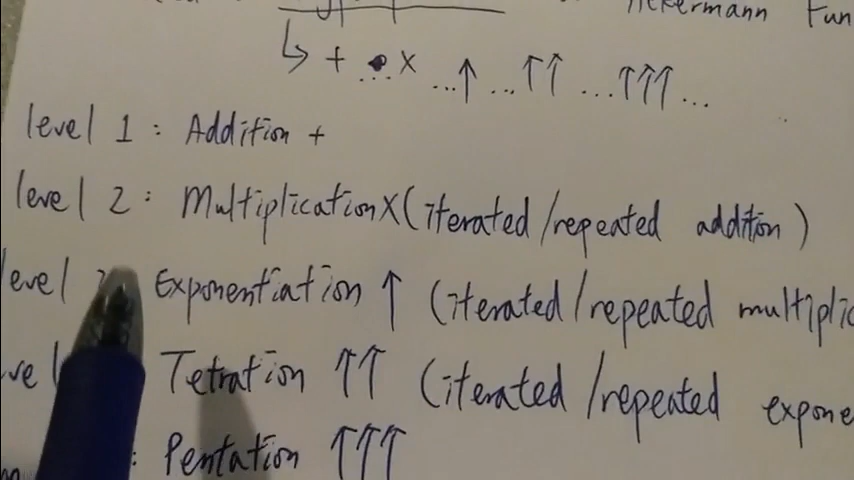 Ackermann Fun
↳ + ... × ...↑ ... ↑↑ ... ↑↑↑ ...
level 1 : Addition +
level 2 : Multiplication × (iterated/repeated addition)
level Exponentiation ↑ (iterated/repeated multiplic
Tetration ↑↑ (iterated/repeated expone
: Pentation ↑↑↑